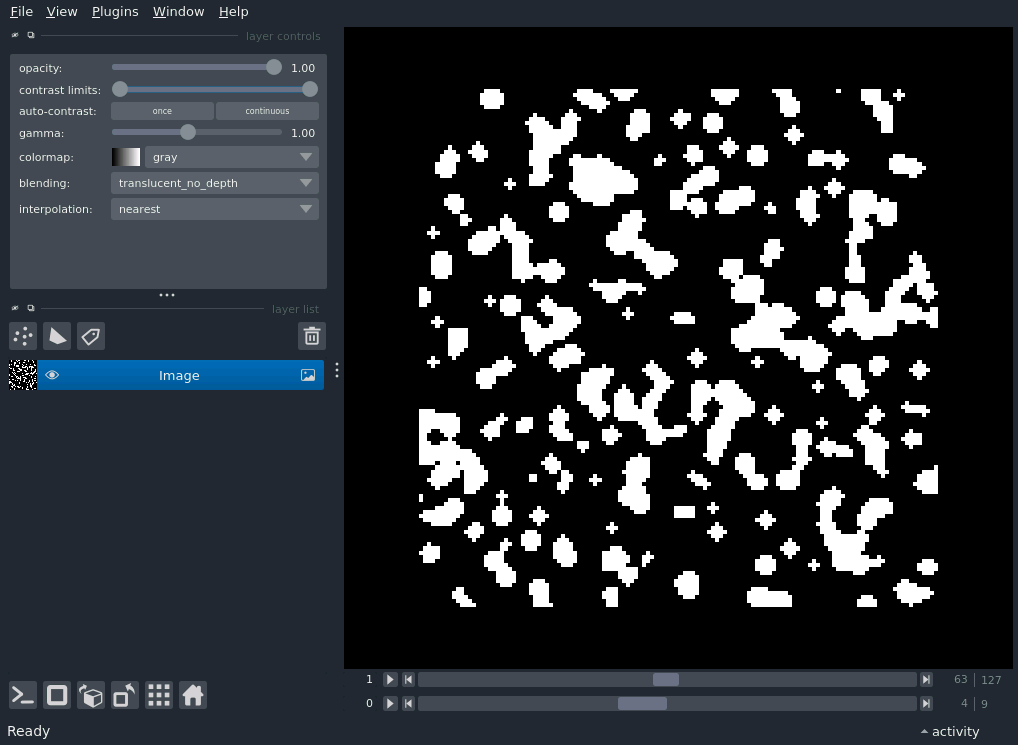 File View Plugins Window Help
layer controls
opacity: 1.00
contrast limits:
auto-contrast: once continuous
gamma: 1.00
colormap: gray
blending: translucent_no_depth
interpolation: nearest
layer list
Image
1 63 127
0 4 9
Ready activity